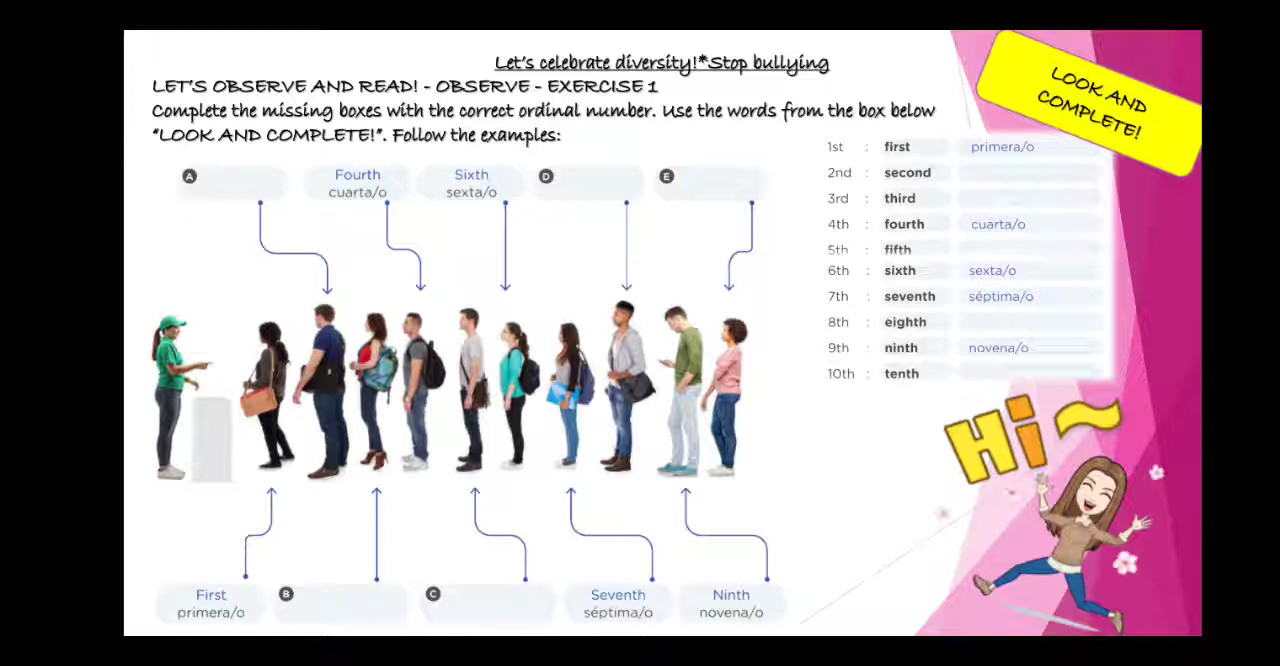 Let's celebrate diversity!*Stop bullying
LET'S OBSERVE AND READ! - OBSERVE - EXERCISE 1
Complete the missing boxes with the correct ordinal number. Use the words from the box below
"LOOK AND COMPLETE!". Follow the examples:
LOOK AND
COMPLETE!
A
Fourth
cuarta/o
Sixth
sexta/o
D
E
1st : first primera/o
2nd : second
3rd : third
4th : fourth cuarta/o
5th : fifth
6th : sixth sexta/o
7th : seventh séptima/o
8th : eighth
9th : ninth novena/o
10th : tenth
Hi~
First
primera/o
B
C
Seventh
séptima/o
Ninth
novena/o